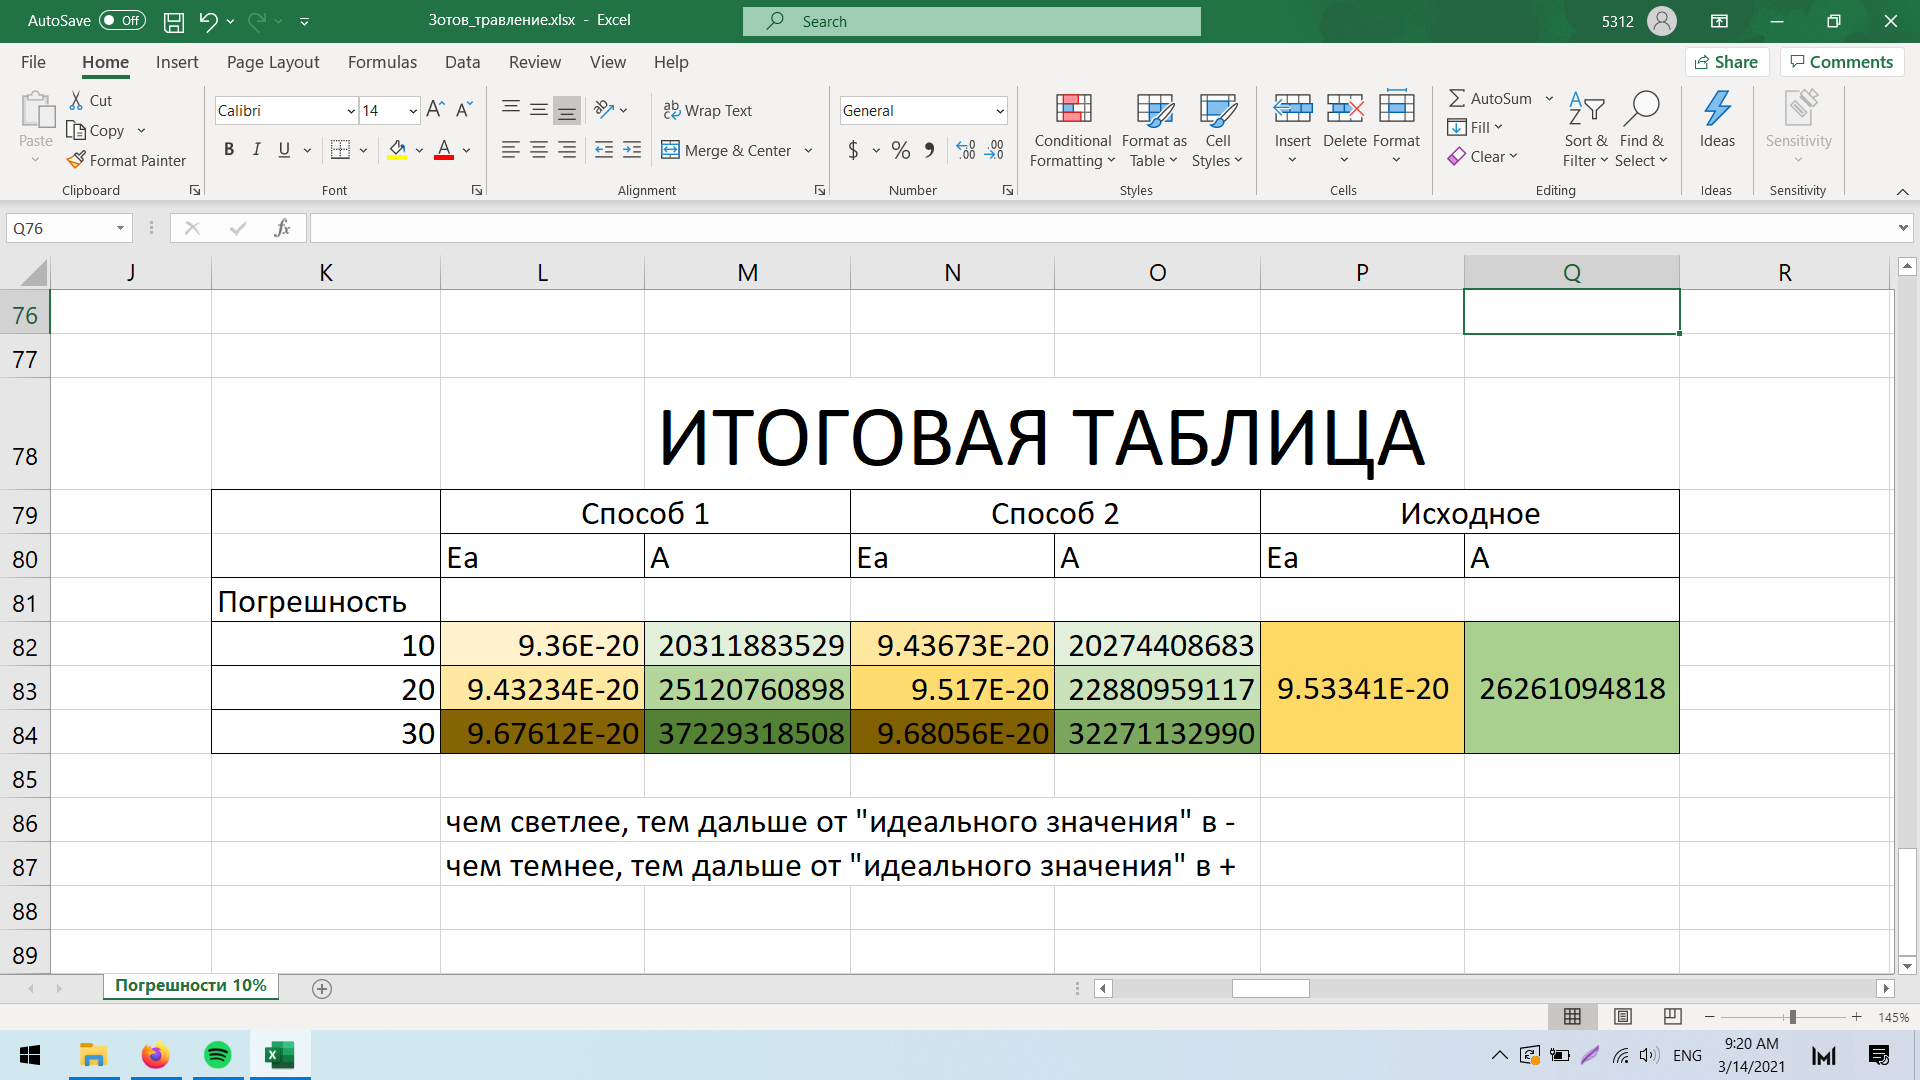 AutoSave Off
Зотов_травление.xlsx - Excel
Search
5312
File Home Insert Page Layout Formulas Data Review View Help
Share Comments
Paste
Cut
Copy
Format Painter
Clipboard
Calibri 14
B I U A
Font
Wrap Text
Merge & Center
Alignment
General
$ % 9
Number
Conditional Formatting
Format as Table
Cell Styles
Styles
Insert Delete Format
Cells
AutoSum
Fill
Clear
Sort & Filter
Find & Select
Editing
Ideas
Ideas
Sensitivity
Sensitivity
Q76 fx
J K L M N O P Q R
76
77
78 ИТОГОВАЯ ТАБЛИЦА
79 Способ 1 Способ 2 Исходное
80 Ea A Ea A Ea A
81 Погрешность
82 10 9.36E-20 20311883529 9.43673E-20 20274408683
83 20 9.43234E-20 25120760898 9.517E-20 22880959117 9.53341E-20 26261094818
84 30 9.67612E-20 37229318508 9.68056E-20 32271132990
85
86 чем светлее, тем дальше от "идеального значения" в -
87 чем темнее, тем дальше от "идеального значения" в +
88
89
Погрешности 10%
145%
ENG
9:20 AM
3/14/2021